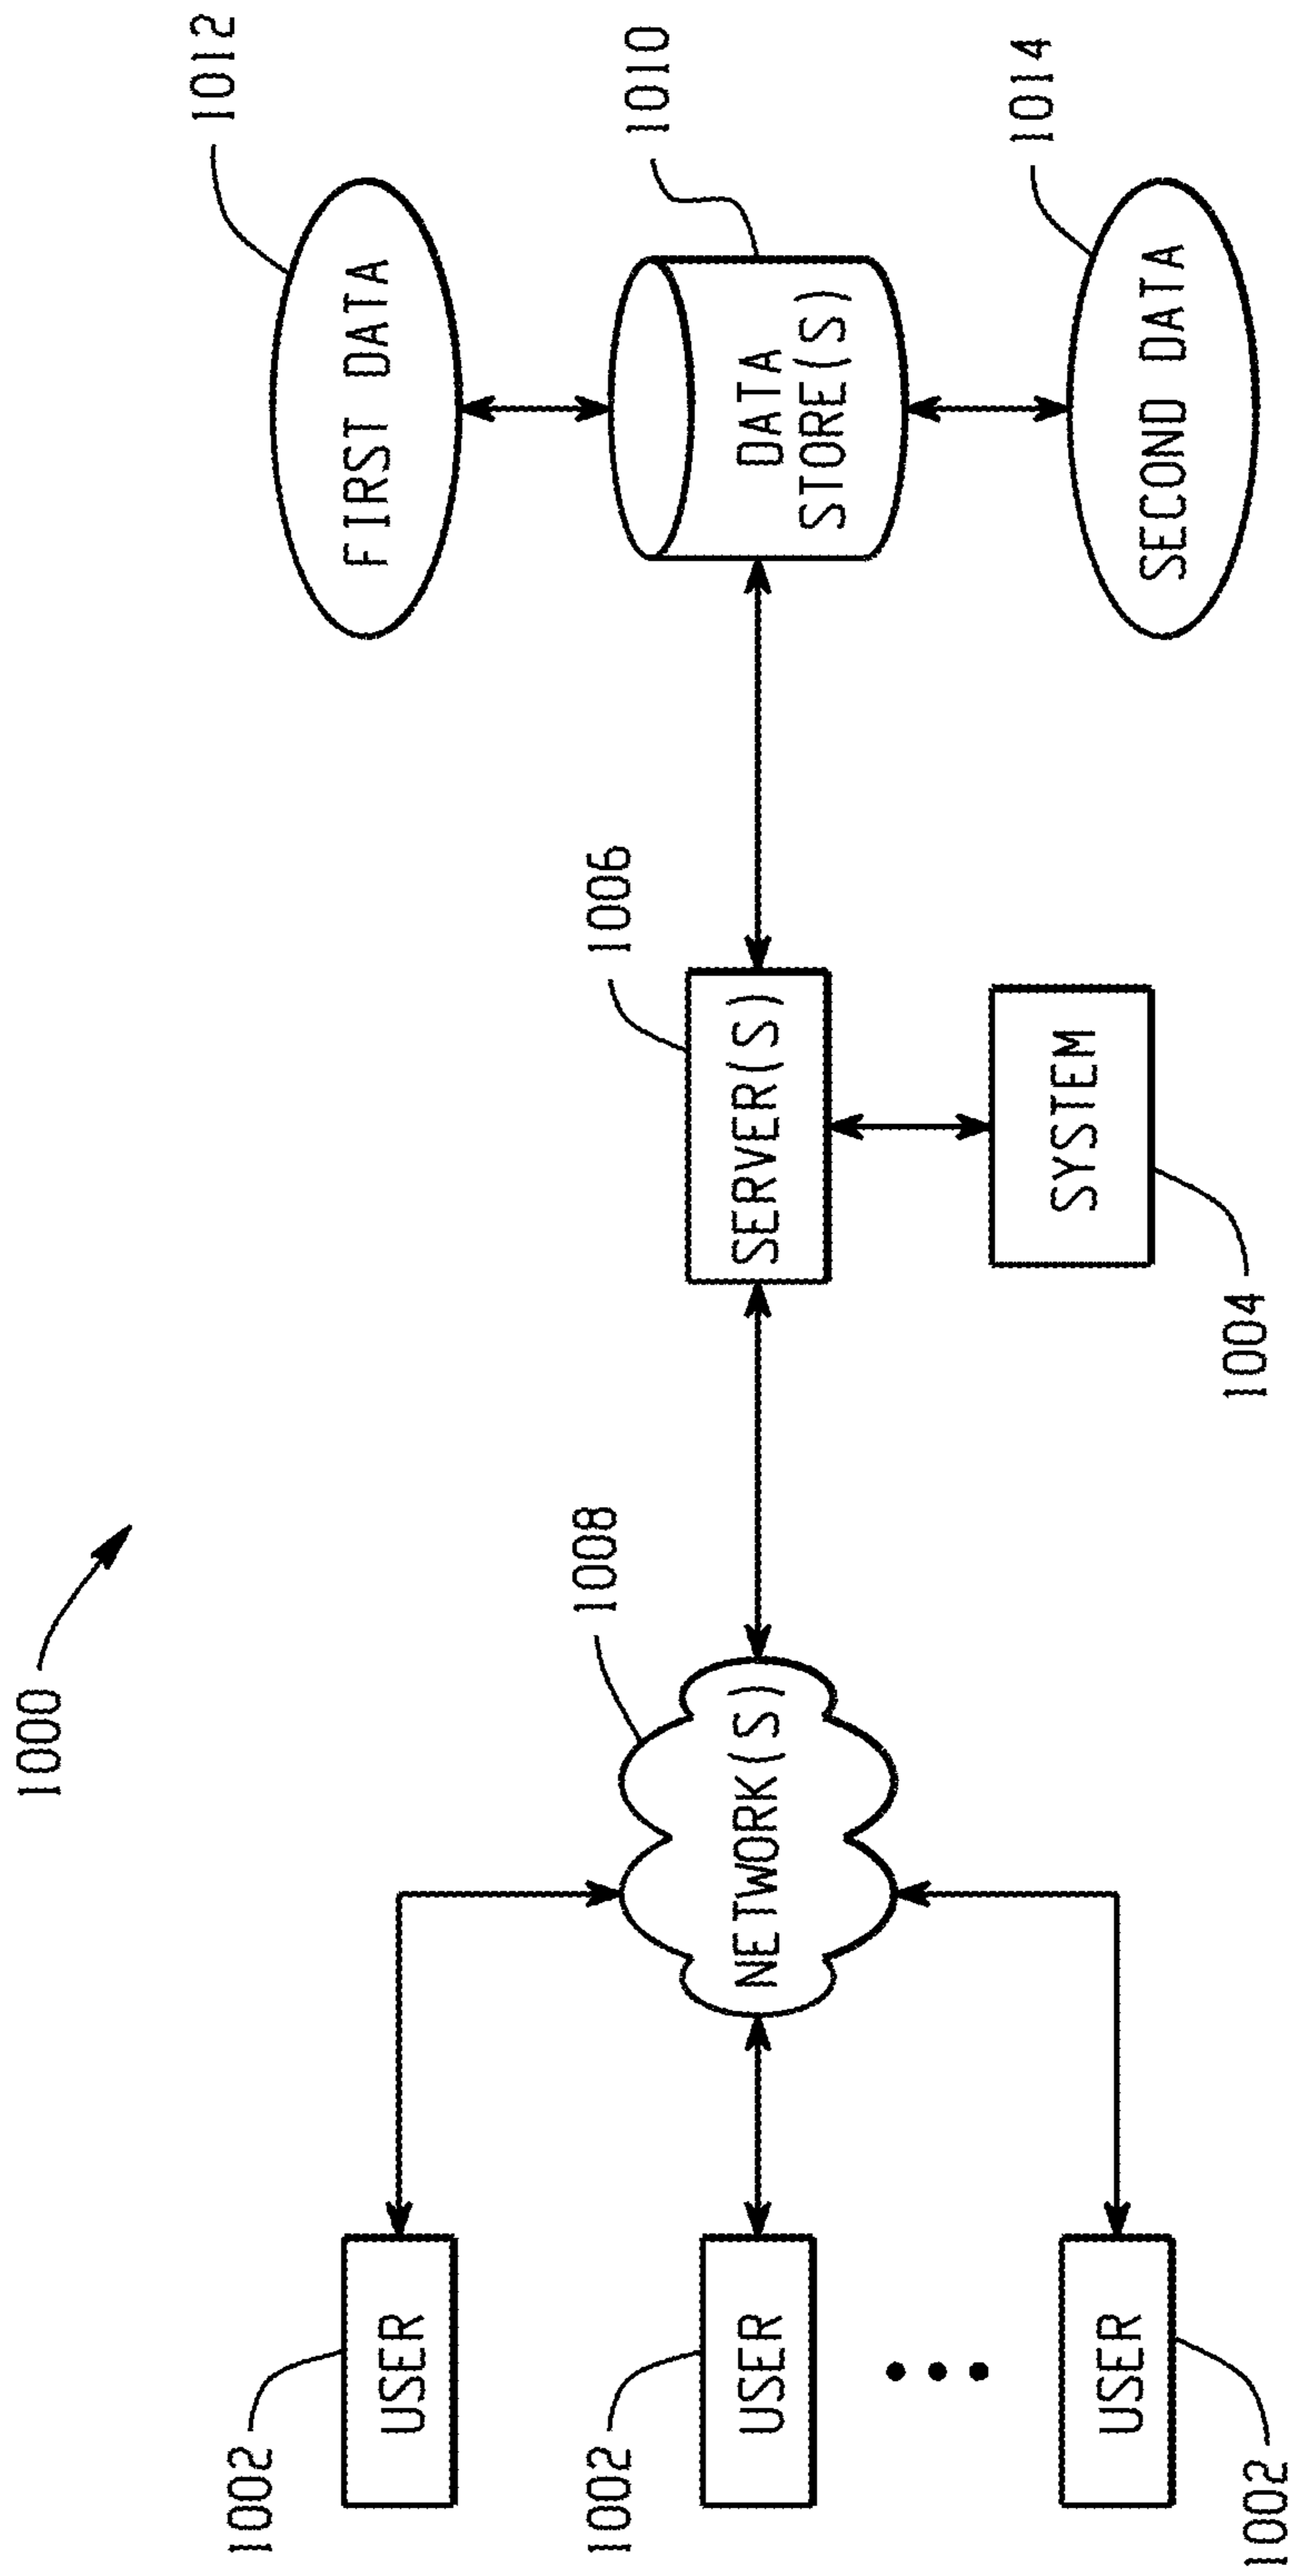 1000
1002
USER
1002
USER
1002
USER
1008
NETWORK(S)
1006
SERVER(S)
SYSTEM
1004
1012
FIRST DATA
1010
DATA
STORE(S)
1014
SECOND DATA